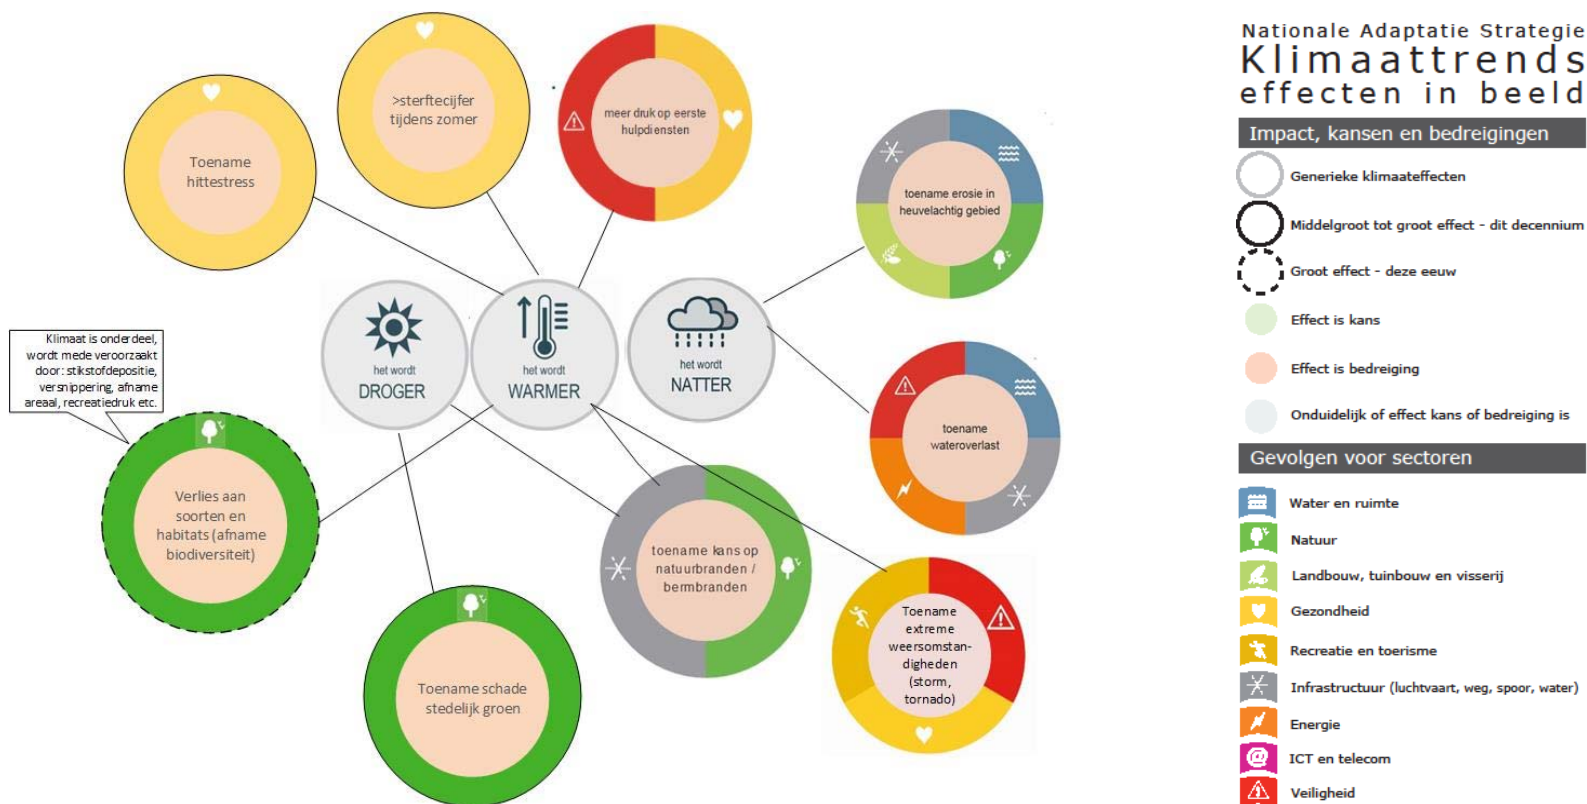 >sterftecijfer
tijdens zomer
meer druk op eerste
hulpdiensten
Toename
hittestress
toename erosie in
heuvelachtig gebied
het wordt
DROGER
het wordt
WARMER
het wordt
NATTER
Klimaat is onderdeel,
wordt mede veroorzaakt
door: stikstofdepositie,
versnippering, afname
areaal, recreatiedruk etc.
toename
wateroverlast
Verlies aan
soorten en
habitats (afname
biodiversiteit)
toename kans op
natuurbranden /
bermbranden
Toename
extreme
weersomstan-
digheden
(storm,
tornado)
Toename schade
stedelijk groen
Nationale Adaptatie Strategie
Klimaattrends
effecten in beeld
Impact, kansen en bedreigingen
Generieke klimaateffecten
Middelgroot tot groot effect - dit decennium
Groot effect - deze eeuw
Effect is kans
Effect is bedreiging
Onduidelijk of effect kans of bedreiging is
Gevolgen voor sectoren
Water en ruimte
Natuur
Landbouw, tuinbouw en visserij
Gezondheid
Recreatie en toerisme
Infrastructuur (luchtvaart, weg, spoor, water)
Energie
@ ICT en telecom
Veiligheid